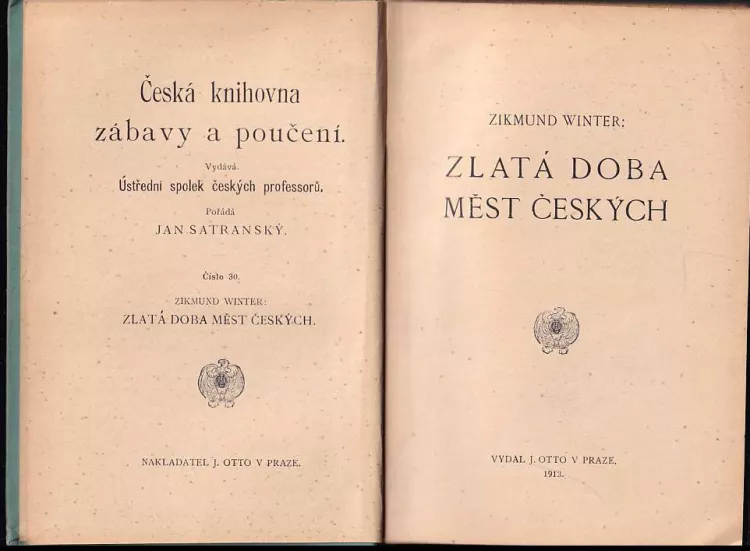 Česká knihovna
zábavy a poučení.
Vydává
Ústřední spolek českých professorů.
Pořádá
JAN SATRANSKÝ.
Číslo 30.
ZIKMUND WINTER:
ZLATÁ DOBA MĚST ČESKÝCH.
NAKLADATEL J. OTTO V PRAZE.
ZIKMUND WINTER:
ZLATÁ DOBA
MĚST ČESKÝCH
VYDAL J. OTTO V PRAZE.
1913.